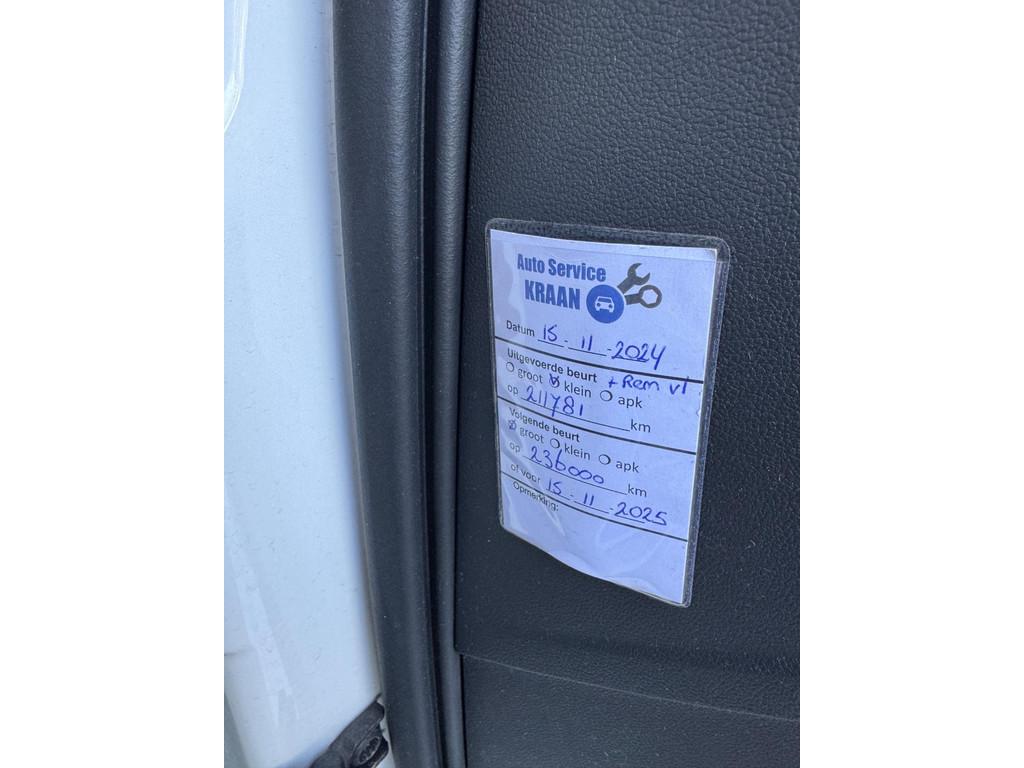 Auto Service
KRAAN
Datum 15-11-2024
Uitgevoerde beurt + Rem vl
groot klein apk
op 211781 km
Volgende beurt
groot klein apk
op 236000 km
of voor 15-11-2025
Opmerking: